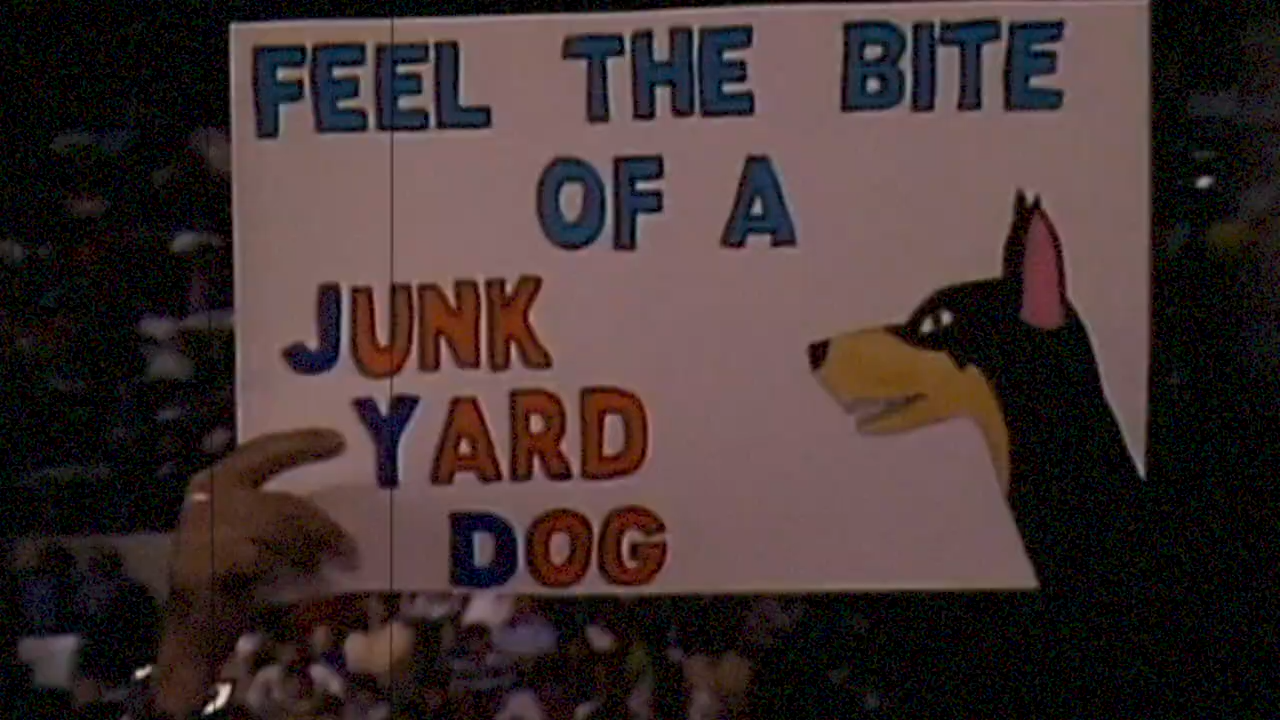 FEEL THE BITE
OF A
JUNK
YARD
DOG